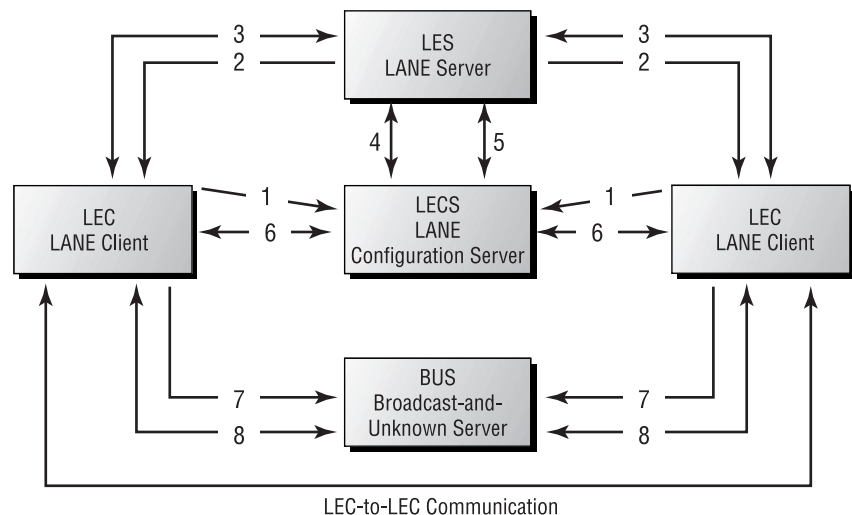 3
2
LES
LANE Server
3
2
4
5
LEC
LANE Client
1
6
LECS
LANE
Configuration Server
1
6
LEC
LANE Client
7
8
BUS
Broadcast-and-
Unknown Server
7
8
LEC-to-LEC Communication